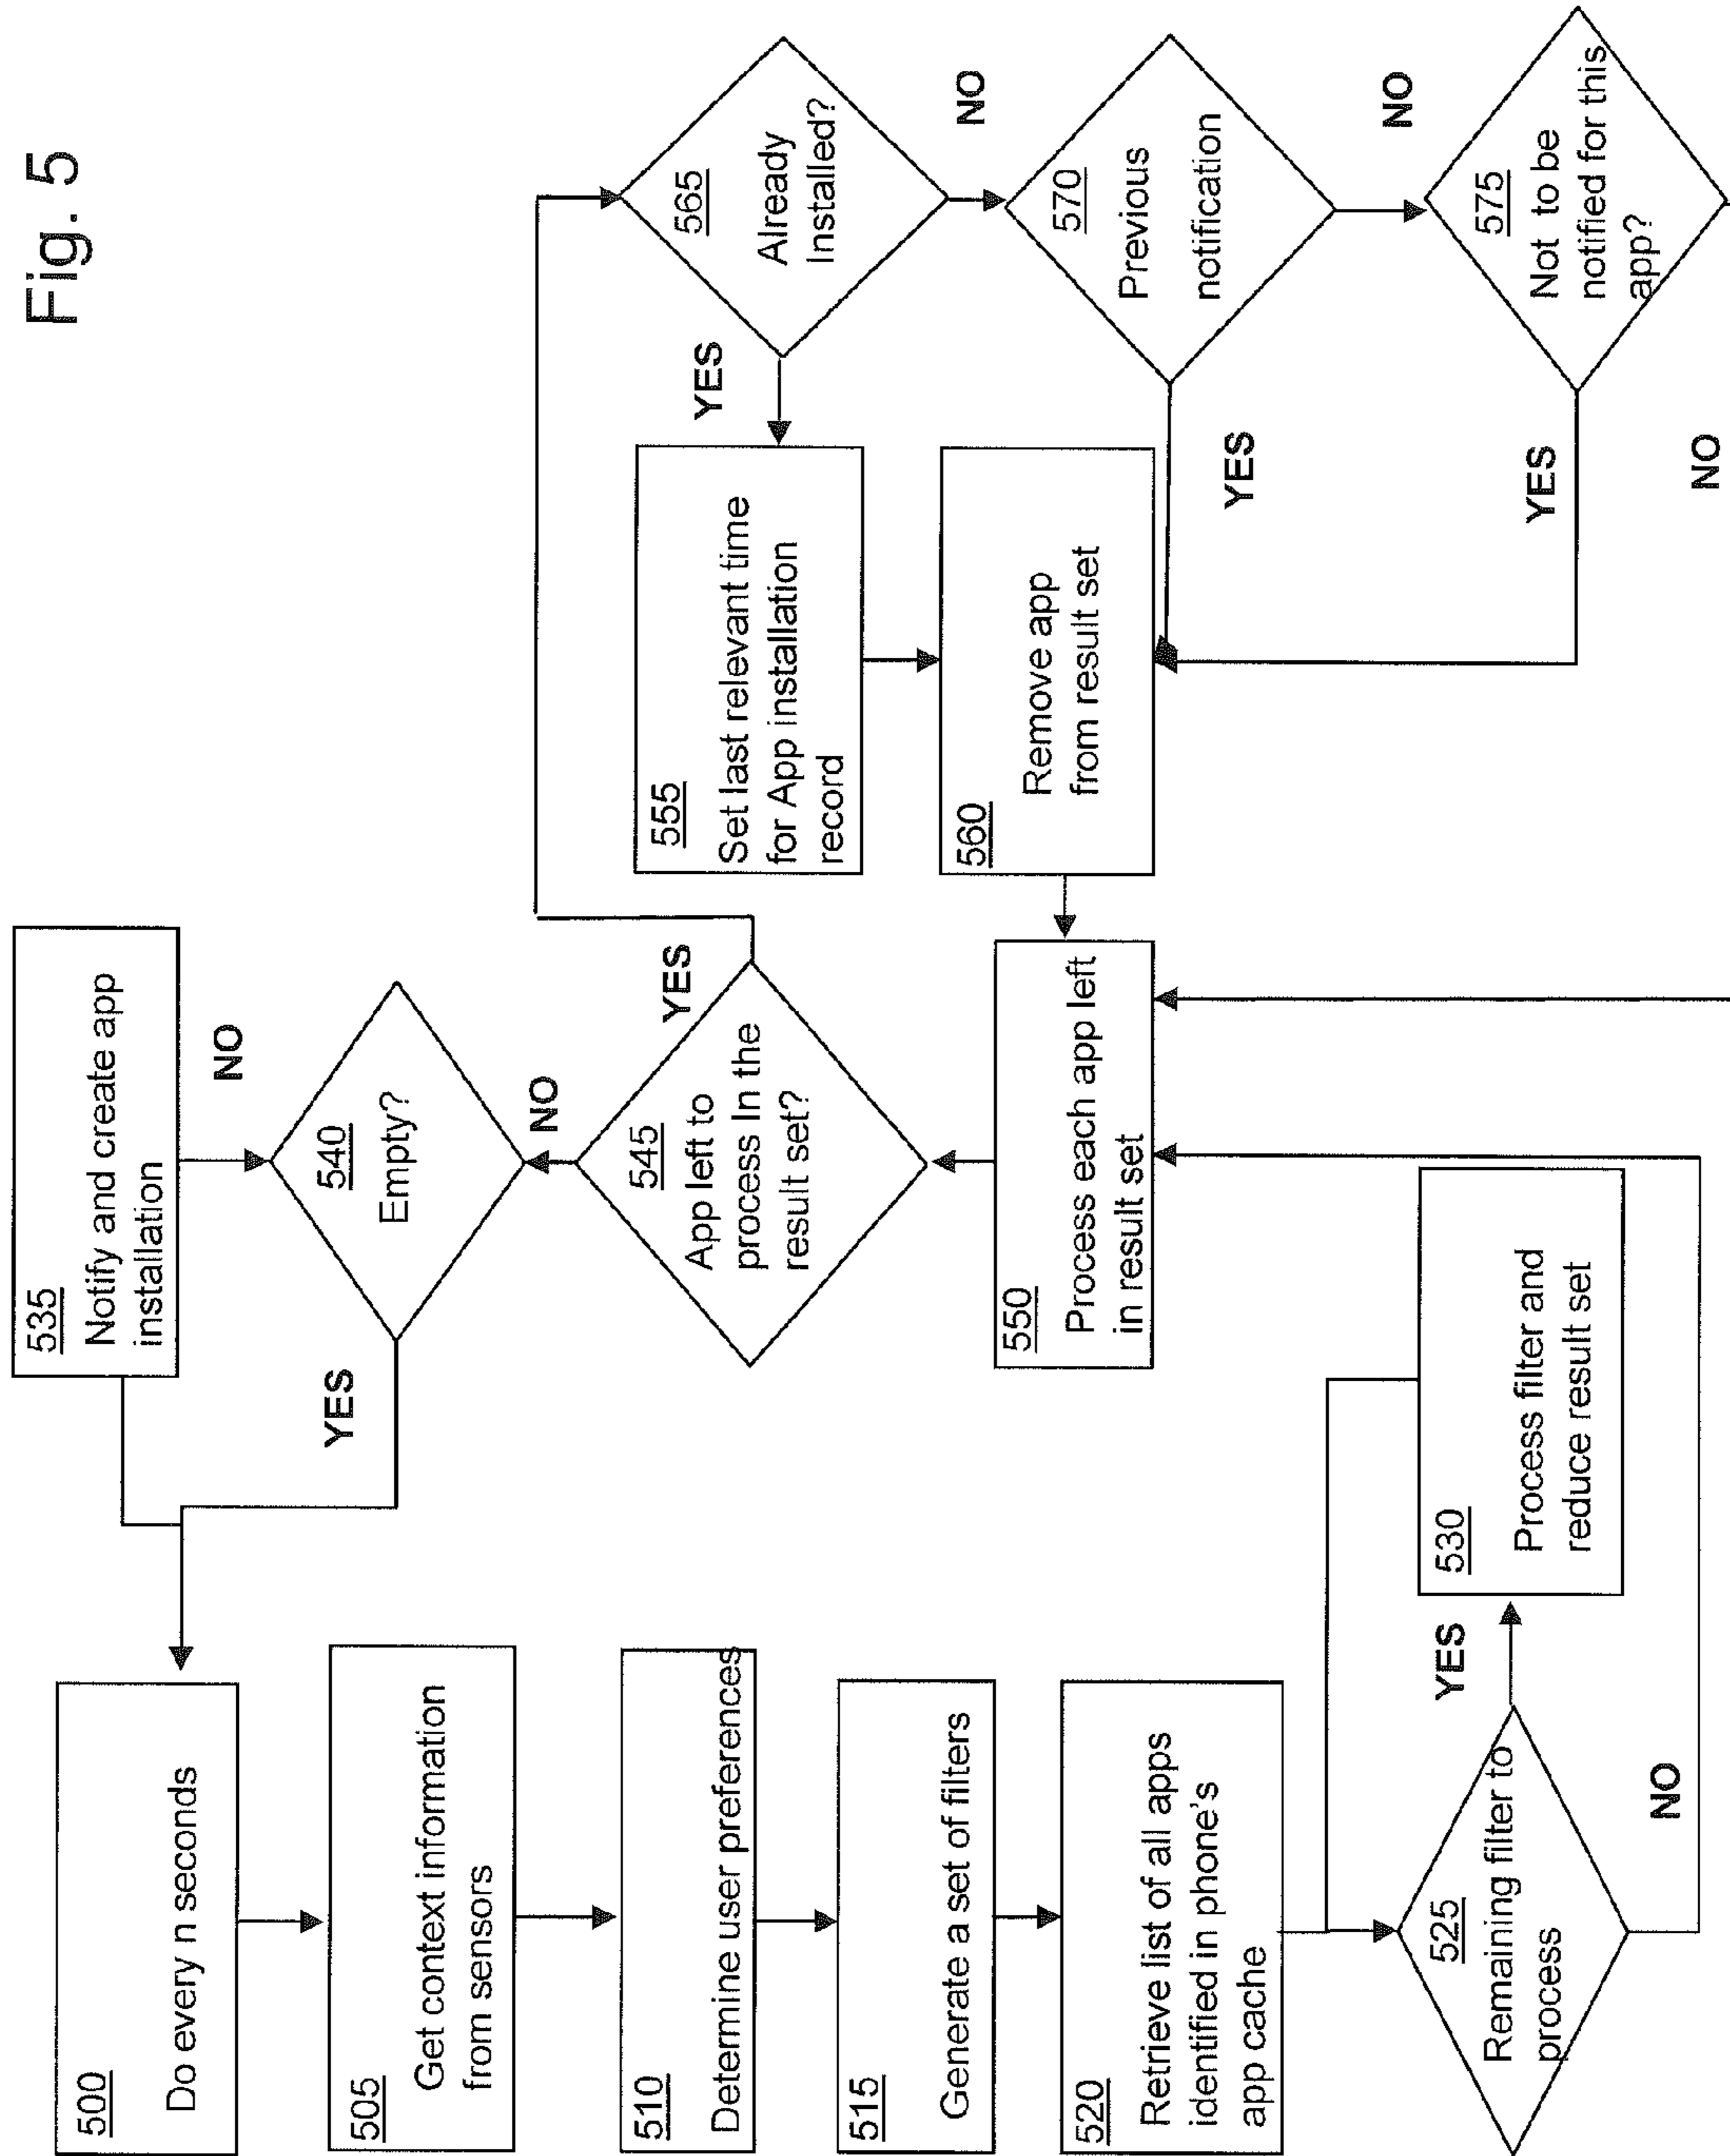 Fig. 5
500
Do every n seconds
505
Get context information
from sensors
510
Determine user preferences
515
Generate a set of filters
520
Retrieve list of all apps
identified in phone's
app cache
525
Remaining filter to
process
YES
NO
530
Process filter and
reduce result set
535
Notify and create app
installation
NO
540
Empty?
YES
NO
545
App left to
process In the
result set?
YES
550
Process each app left
in result set
555
Set last relevant time
for App installation
record
560
Remove app
from result set
565
Already
Installed?
YES
NO
570
Previous
notification
YES
NO
575
Not to be
notified for this
app?
YES
NO